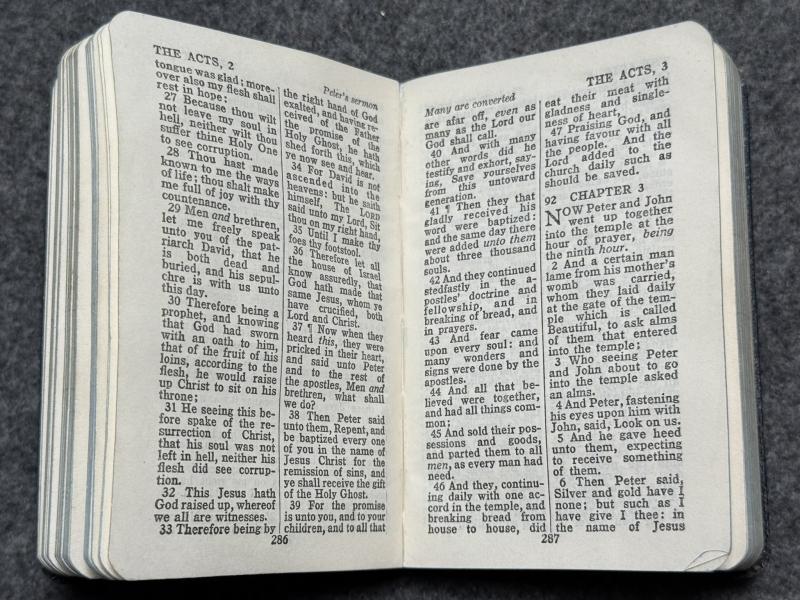 THE ACTS, 2
tongue was glad; more-
over also my flesh shall
rest in hope:
27 Because thou wilt
not leave my soul in
hell, neither wilt thou
suffer thine Holy One
to see corruption.
28 Thou hast made
known to me the ways
of life; thou shalt make
me full of joy with thy
countenance.
29 Men and brethren,
let me freely speak
unto you of the pat-
riarch David, that he
is both dead and
buried, and his sepul-
chre is with us unto
this day.
30 Therefore being a
prophet, and knowing
that God had sworn
with an oath to him,
that of the fruit of his
loins, according to the
flesh, he would raise
up Christ to sit on his
throne;
31 He seeing this be-
fore spake of the re-
surrection of Christ,
that his soul was not
left in hell, neither his
flesh did see corrup-
tion.
32 This Jesus hath
God raised up, whereof
we all are witnesses.
33 Therefore being by
Peter's sermon
the right hand of God
exalted, and having re-
ceived of the Father
the promise of the
Holy Ghost, he hath
shed forth this, which
ye now see and hear.
34 For David is not
ascended into the
heavens: but he saith
himself, The LORD
said unto my Lord, Sit
thou on my right hand,
35 Until I make thy
foes thy footstool.
36 Therefore let all
the house of Israel
know assuredly, that
God hath made that
same Jesus, whom ye
have crucified, both
Lord and Christ.
37 ¶ Now when they
heard this, they were
pricked in their heart,
and said unto Peter
and to the rest of
the apostles, Men and
brethren, what shall
we do?
38 Then Peter said
unto them, Repent, and
be baptized every one
of you in the name of
Jesus Christ for the
remission of sins, and
ye shall receive the gift
of the Holy Ghost.
39 For the promise
is unto you, and to your
children, and to all that
286
Many are converted
are afar off, even as
many as the Lord our
God shall call.
40 And with many
other words did he
testify and exhort, say-
ing, Save yourselves
from this untoward
generation.
41 ¶ Then they that
gladly received his
word were baptized:
and the same day there
were added unto them
about three thousand
souls.
42 And they continued
stedfastly in the a-
postles' doctrine and
fellowship, and in
breaking of bread, and
in prayers.
43 And fear came
upon every soul: and
many wonders and
signs were done by the
apostles.
44 And all that be-
lieved were together,
and had all things com-
mon;
45 And sold their pos-
sessions and goods,
and parted them to all
men, as every man had
need.
46 And they, continu-
ing daily with one ac-
cord in the temple, and
breaking bread from
house to house, did
THE ACTS, 3
eat their meat with
gladness and single-
ness of heart,
47 Praising God, and
having favour with all
the people. And the
Lord added to the
church daily such as
should be saved.
92 CHAPTER 3
NOW Peter and John
went up together
into the temple at the
hour of prayer, being
the ninth hour.
2 And a certain man
lame from his mother's
womb was carried,
whom they laid daily
at the gate of the tem-
ple which is called
Beautiful, to ask alms
of them that entered
into the temple;
3 Who seeing Peter
and John about to go
into the temple asked
an alms.
4 And Peter, fastening
his eyes upon him with
John, said, Look on us.
5 And he gave heed
unto them, expecting
to receive something
of them.
6 Then Peter said,
Silver and gold have I
none; but such as I
have give I thee: in
the name of Jesus
287